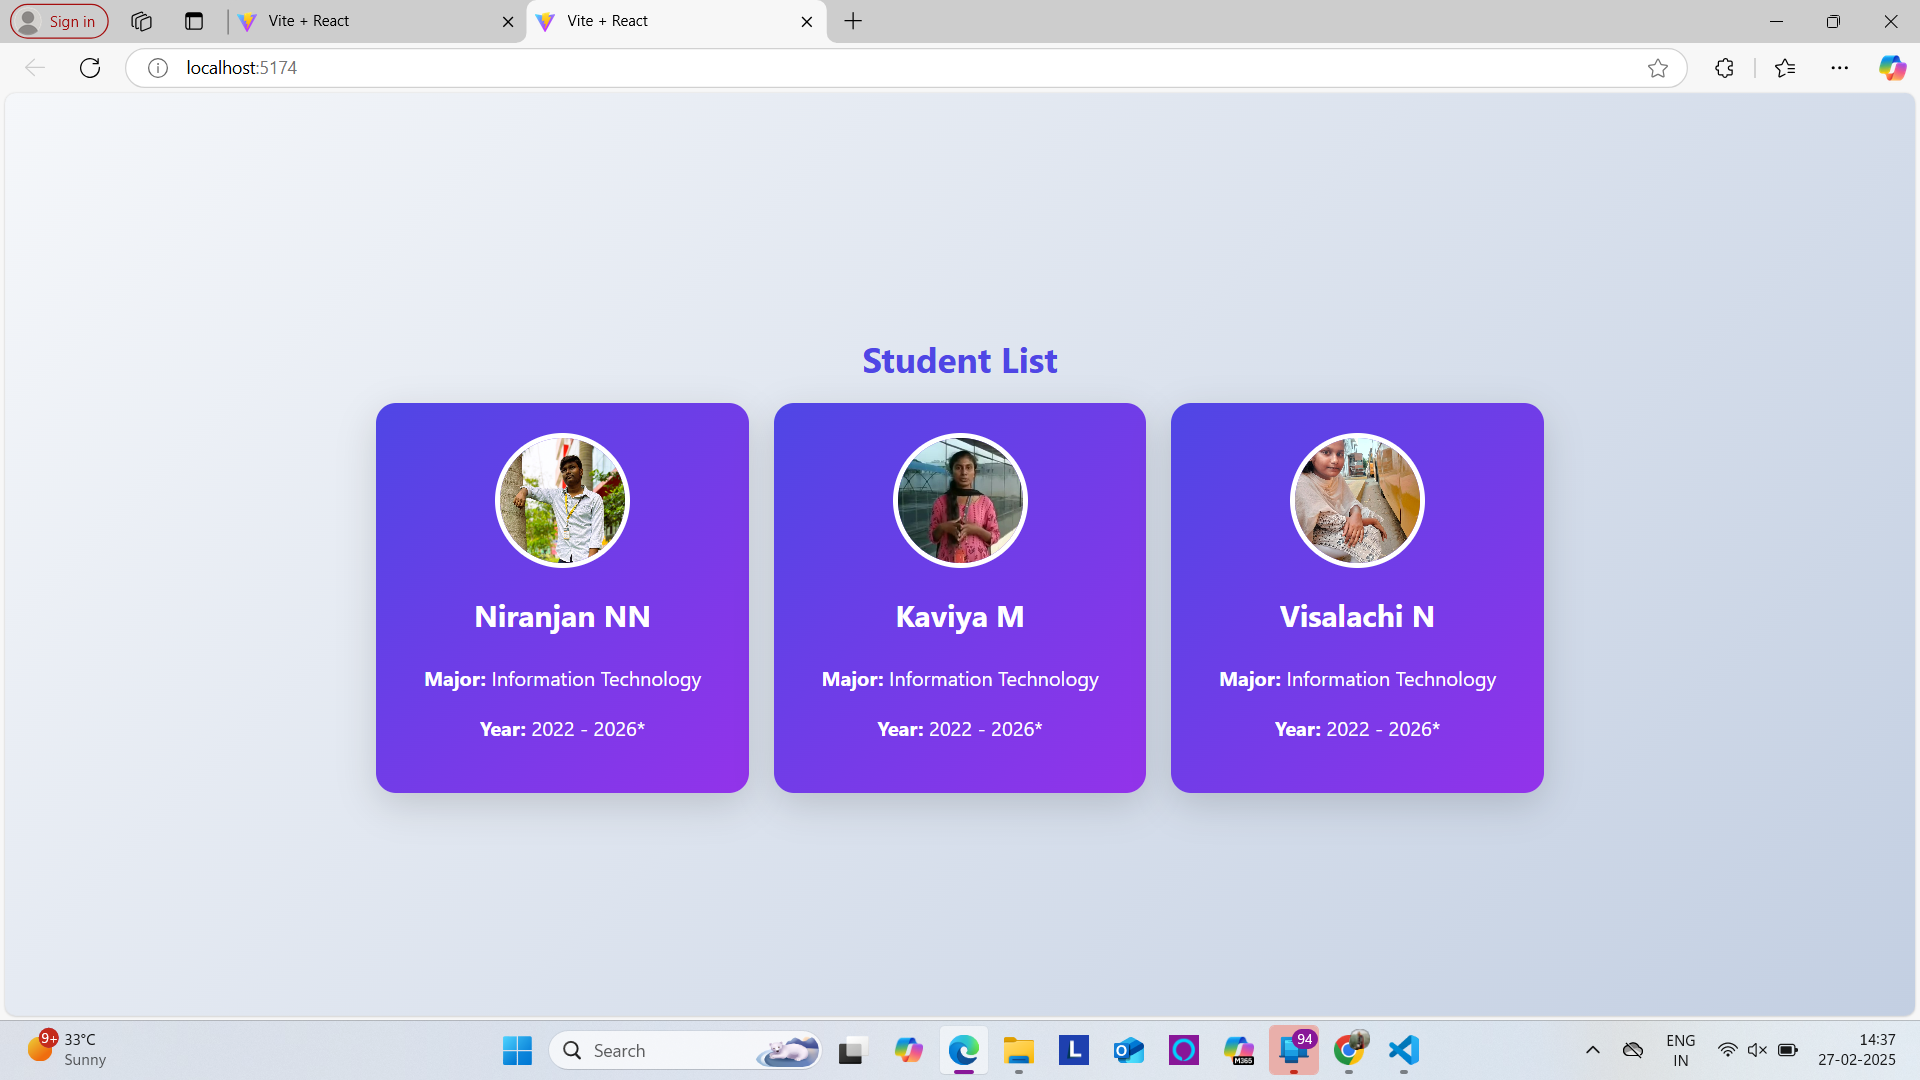 Sign in
Vite + React
Vite + React
localhost:5174
Student List
Niranjan NN
Major: Information Technology
Year: 2022 - 2026*
Kaviya M
Major: Information Technology
Year: 2022 - 2026*
Visalachi N
Major: Information Technology
Year: 2022 - 2026*
9+
33°C
Sunny
Search
L
O
M365
94
ENG
IN
14:37
27-02-2025